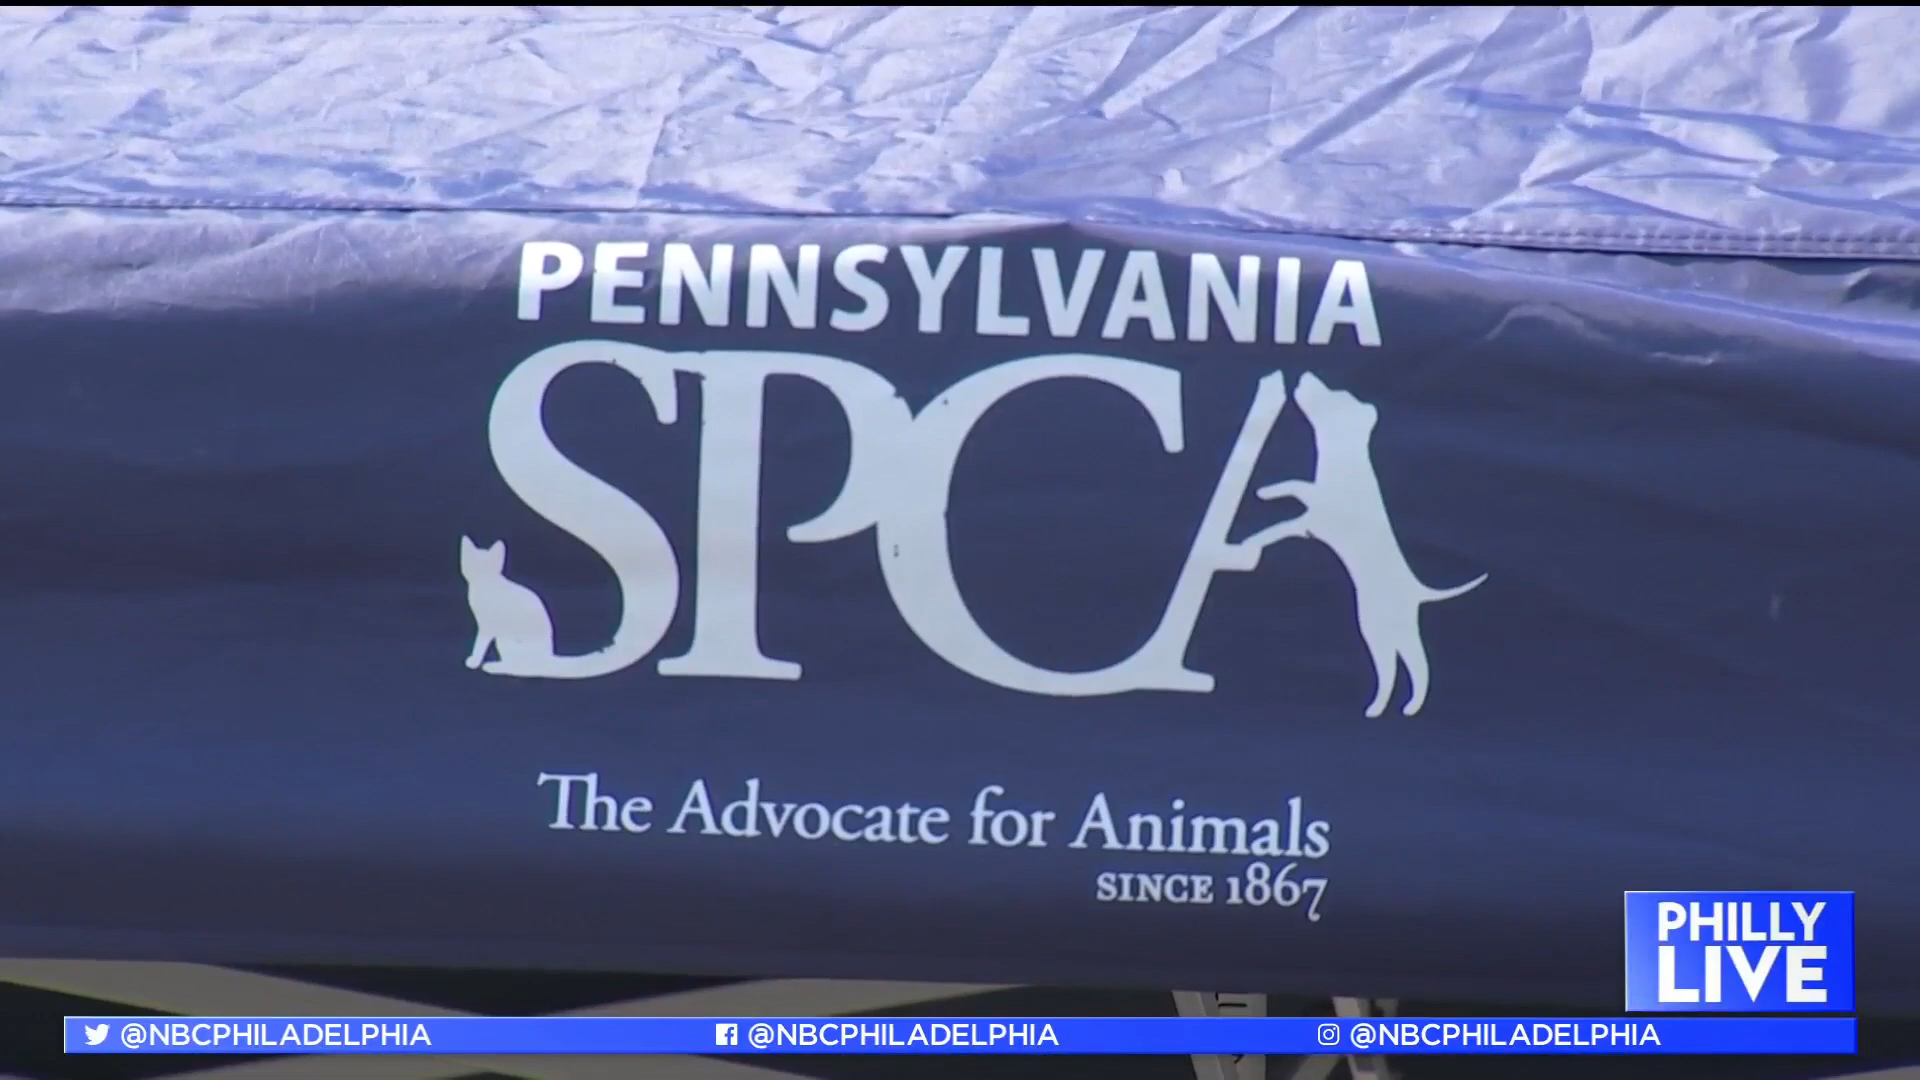 PENNSYLVANIA
SPCA
The Advocate for Animals
SINCE 1867
PHILLY
LIVE
@NBCPHILADELPHIA @NBCPHILADELPHIA @NBCPHILADELPHIA